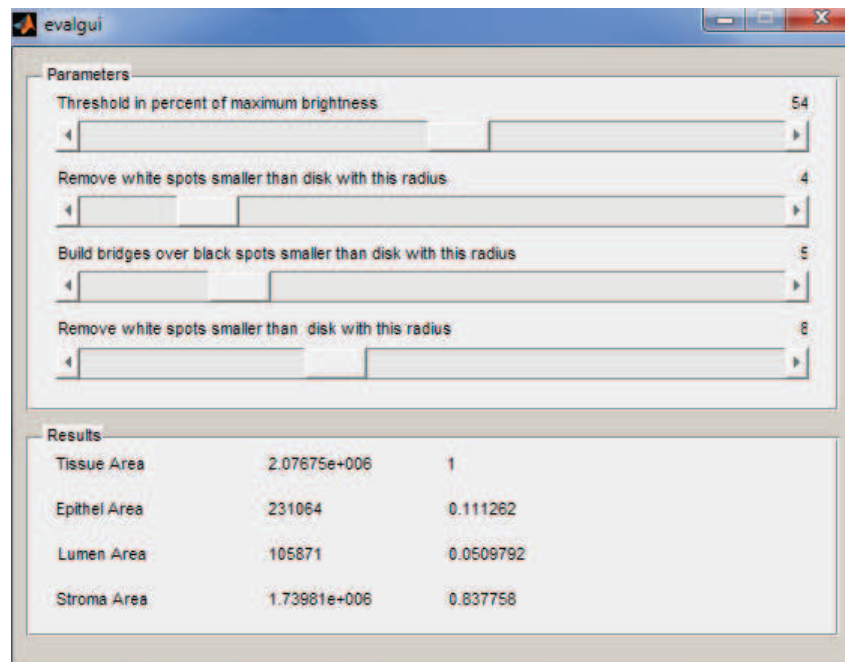 evalgui
Parameters
Threshold in percent of maximum brightness 54
Remove white spots smaller than disk with this radius 4
Build bridges over black spots smaller than disk with this radius 5
Remove white spots smaller than disk with this radius 8
Results
Tissue Area 2.07675e+006 1
Epithel Area 231064 0.111262
Lumen Area 105871 0.0509792
Stroma Area 1.73981e+006 0.837758